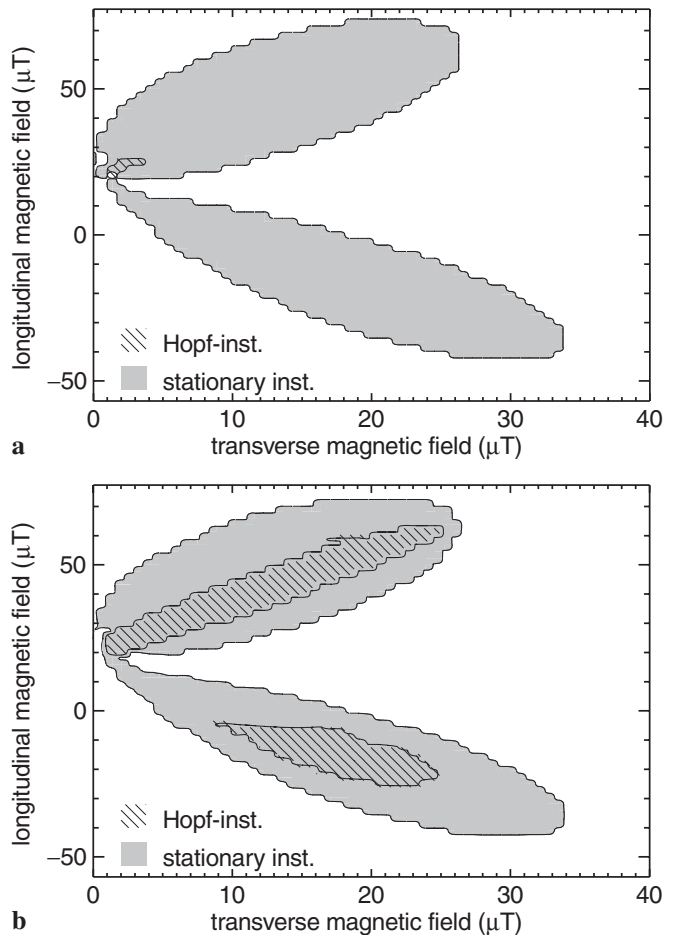 longitudinal magnetic field (μT)
50
0
−50
Hopf-inst.
stationary inst.
0 10 20 30 40
a transverse magnetic field (μT)
longitudinal magnetic field (μT)
50
0
−50
Hopf-inst.
stationary inst.
0 10 20 30 40
b transverse magnetic field (μT)